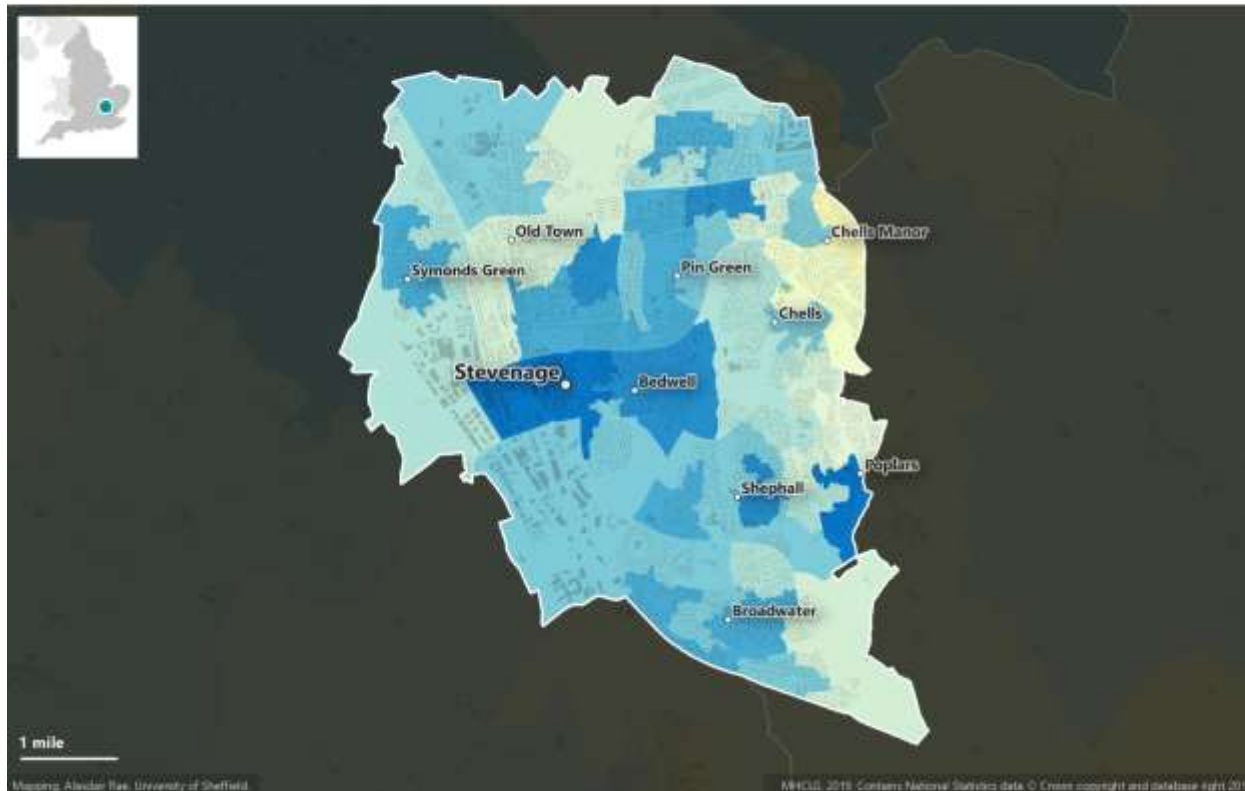 Old Town
Chells Manor
Symonds Green
Pin Green
Chells
Stevenage
Bedwell
Poplars
Shephall
Broadwater
1 mile
Mapping: Alasdair Rae, University of Sheffield.
MHCLG, 2019. Contains National Statistics data. © Crown copyright and database right